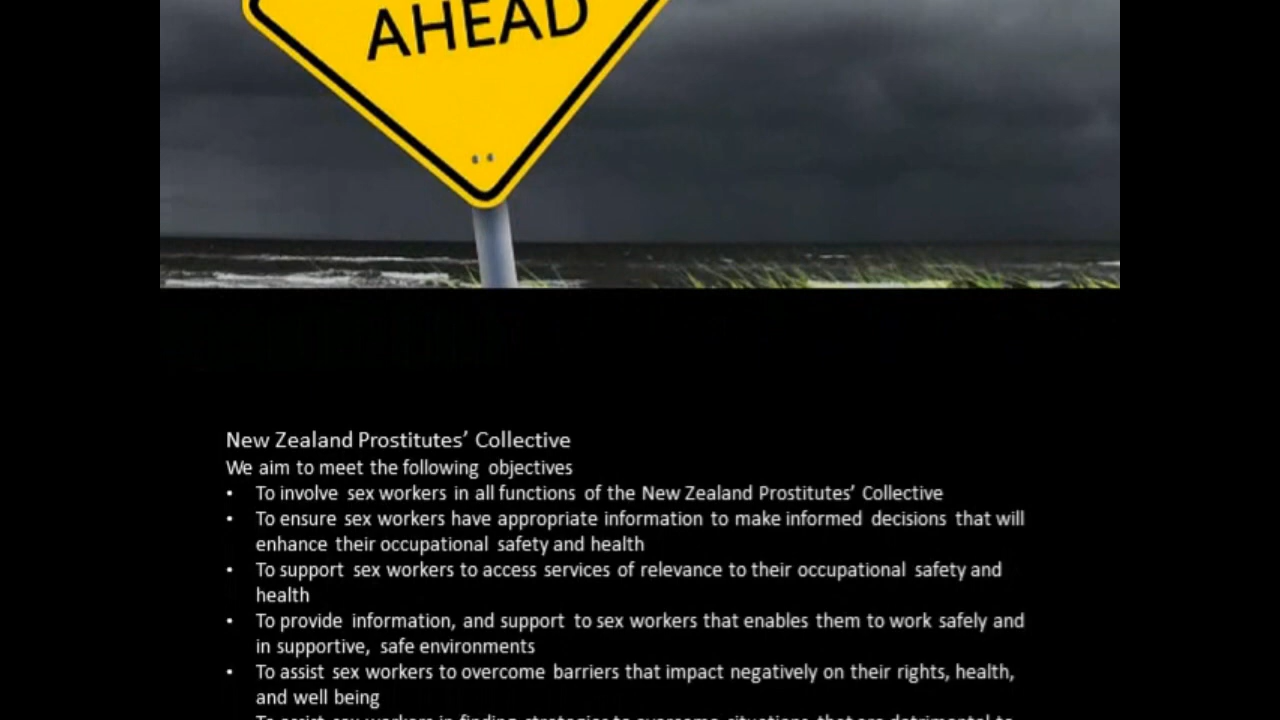 AHEAD
New Zealand Prostitutes’ Collective
We aim to meet the following objectives
• To involve sex workers in all functions of the New Zealand Prostitutes’ Collective
• To ensure sex workers have appropriate information to make informed decisions that will
enhance their occupational safety and health
• To support sex workers to access services of relevance to their occupational safety and
health
• To provide information, and support to sex workers that enables them to work safely and
in supportive, safe environments
• To assist sex workers to overcome barriers that impact negatively on their rights, health,
and well being